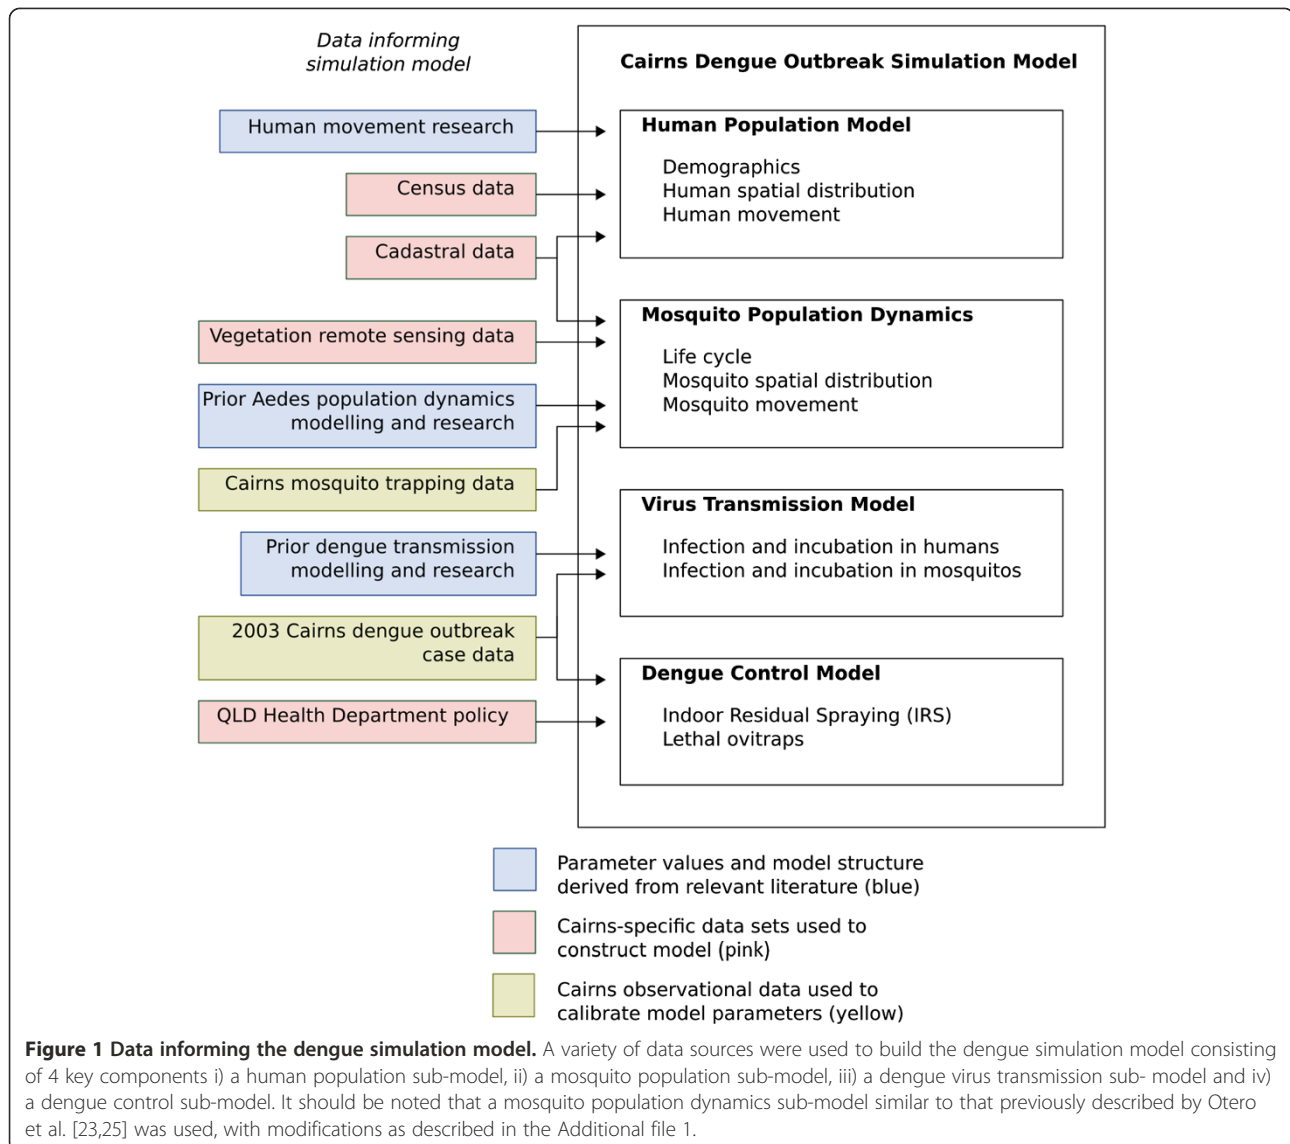 Data informing
simulation model
Cairns Dengue Outbreak Simulation Model
Human movement research
Census data
Cadastral data
Vegetation remote sensing data
Prior Aedes population dynamics
modelling and research
Cairns mosquito trapping data
Prior dengue transmission
modelling and research
2003 Cairns dengue outbreak
case data
QLD Health Department policy
Human Population Model
Demographics
Human spatial distribution
Human movement
Mosquito Population Dynamics
Life cycle
Mosquito spatial distribution
Mosquito movement
Virus Transmission Model
Infection and incubation in humans
Infection and incubation in mosquitos
Dengue Control Model
Indoor Residual Spraying (IRS)
Lethal ovitraps
Parameter values and model structure
derived from relevant literature (blue)
Cairns-specific data sets used to
construct model (pink)
Cairns observational data used to
calibrate model parameters (yellow)
Figure 1 Data informing the dengue simulation model. A variety of data sources were used to build the dengue simulation model consisting
of 4 key components i) a human population sub-model, ii) a mosquito population sub-model, iii) a dengue virus transmission sub- model and iv)
a dengue control sub-model. It should be noted that a mosquito population dynamics sub-model similar to that previously described by Otero
et al. [23,25] was used, with modifications as described in the Additional file 1.